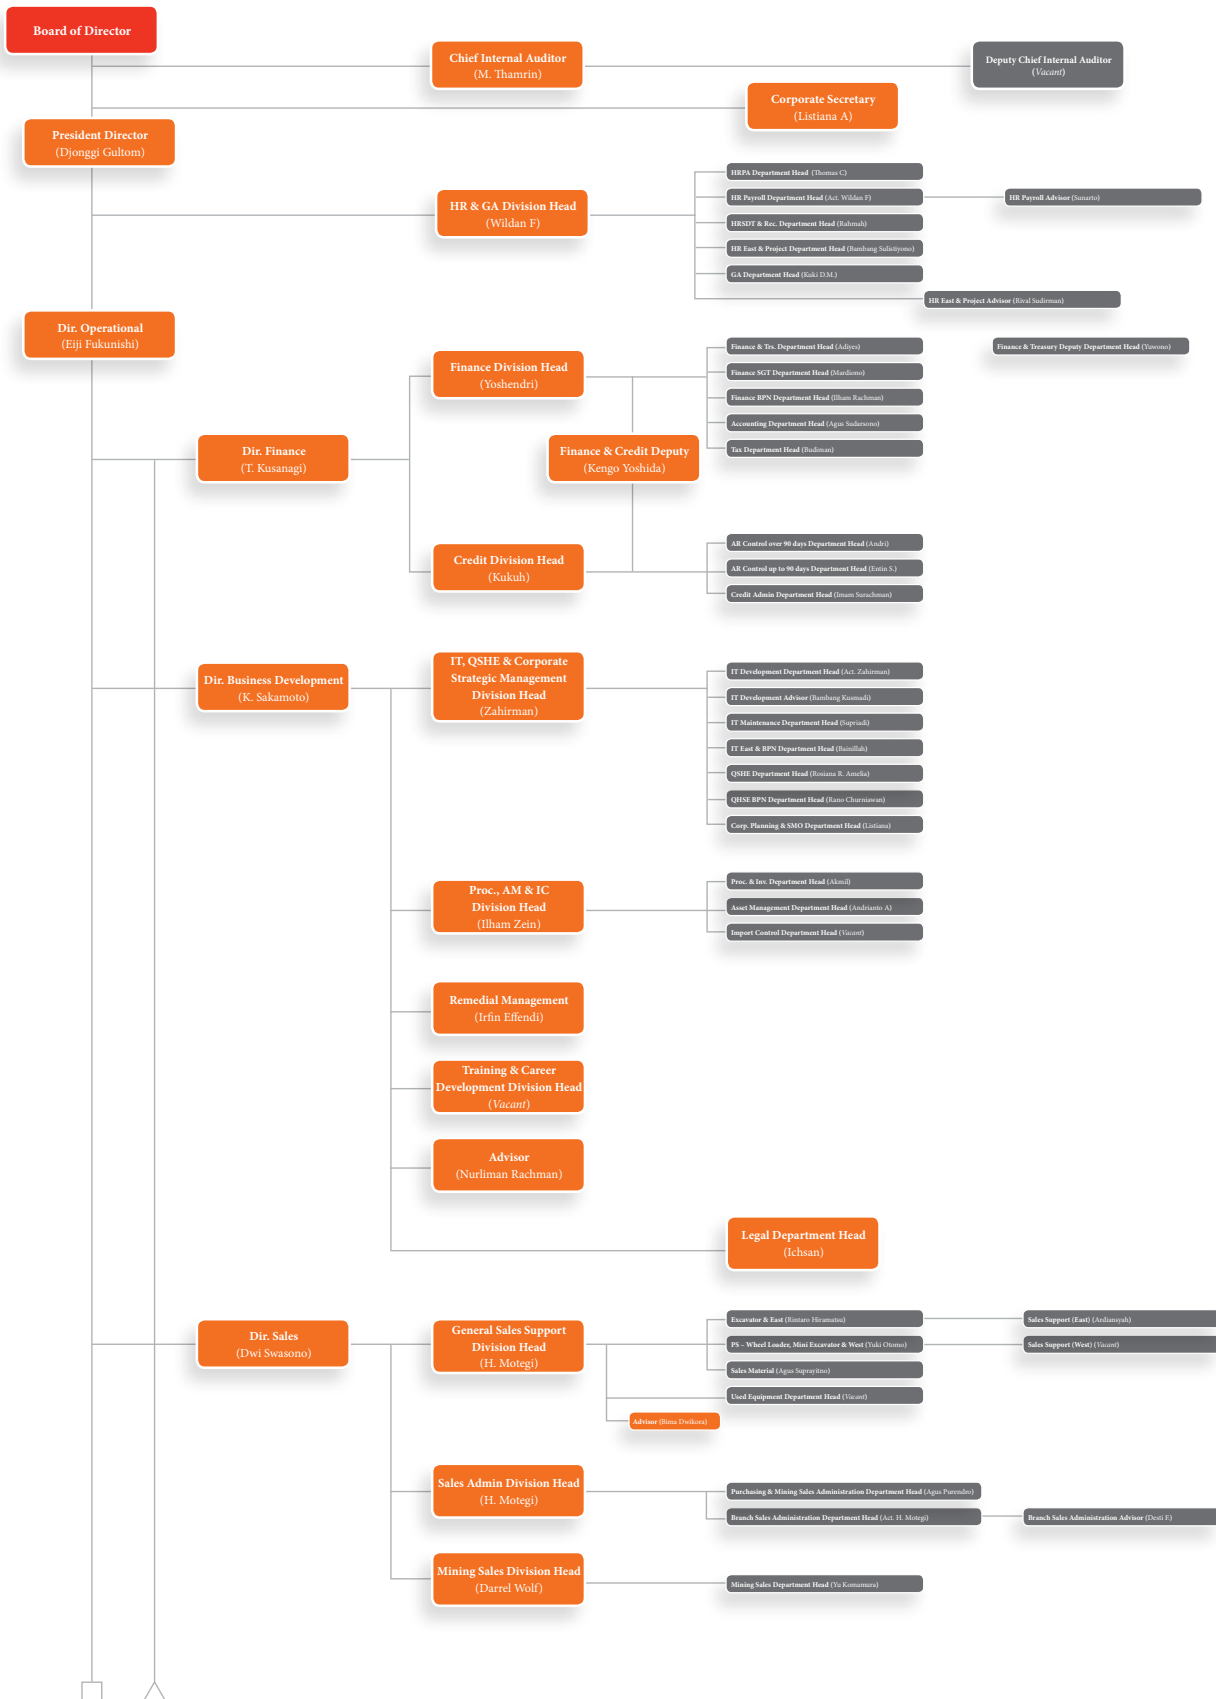 Board of Director
Chief Internal Auditor
(M. Thamrin)
Deputy Chief Internal Auditor
(Vacant)
Corporate Secretary
(Listiana A)
President Director
(Djonggi Gultom)
HR & GA Division Head
(Wildan F)
HRPA Department Head (Thomas C)
HR Payroll Department Head (Act. Wildan F)
HR Payroll Advisor (Sunarto)
HRSDT & Rec. Department Head (Rahmah)
HR East & Project Department Head (Bambang Sulistiyono)
GA Department Head (Kuki D.M.)
HR East & Project Advisor (Rival Sudirman)
Dir. Operational
(Eiji Fukunishi)
Finance Division Head
(Yoshendri)
Finance & Trs. Department Head (Adiyes)
Finance & Treasury Deputy Department Head (Yuwono)
Finance SGT Department Head (Mardiono)
Finance BPN Department Head (Ilham Rachman)
Accounting Department Head (Agus Sudarsono)
Tax Department Head (Budiman)
Dir. Finance
(T. Kusanagi)
Finance & Credit Deputy
(Kengo Yoshida)
Credit Division Head
(Kukuh)
AR Control over 90 days Department Head (Andri)
AR Control up to 90 days Department Head (Entin S.)
Credit Admin Department Head (Imam Surachman)
Dir. Business Development
(K. Sakamoto)
IT, QSHE & Corporate
Strategic Management
Division Head
(Zahirman)
IT Development Department Head (Act. Zahirman)
IT Development Advisor (Bambang Kusmadi)
IT Maintenance Department Head (Supriadi)
IT East & BPN Department Head (Bainillah)
QSHE Department Head (Rosiana R. Amelia)
QHSE BPN Department Head (Rano Churniawan)
Corp. Planning & SMO Department Head (Listiana)
Proc., AM & IC
Division Head
(Ilham Zein)
Proc. & Inv. Department Head (Akmil)
Asset Management Department Head (Andrianto A)
Import Control Department Head (Vacant)
Remedial Management
(Irfin Effendi)
Training & Career
Development Division Head
(Vacant)
Advisor
(Nurliman Rachman)
Legal Department Head
(Ichsan)
Dir. Sales
(Dwi Swasono)
General Sales Support
Division Head
(H. Motegi)
Excavator & East (Rintaro Hiramatsu)
Sales Support (East) (Ardiansyah)
PS – Wheel Loader, Mini Excavator & West (Yuki Otomo)
Sales Support (West) (Vacant)
Sales Material (Agus Suprayitno)
Used Equipment Department Head (Vacant)
Advisor (Bima Dwikora)
Sales Admin Division Head
(H. Motegi)
Purchasing & Mining Sales Administration Department Head (Agus Purendro)
Branch Sales Administration Department Head (Act. H. Motegi)
Branch Sales Administration Advisor (Desti F.)
Mining Sales Division Head
(Darrel Wolf)
Mining Sales Department Head (Yu Komamura)